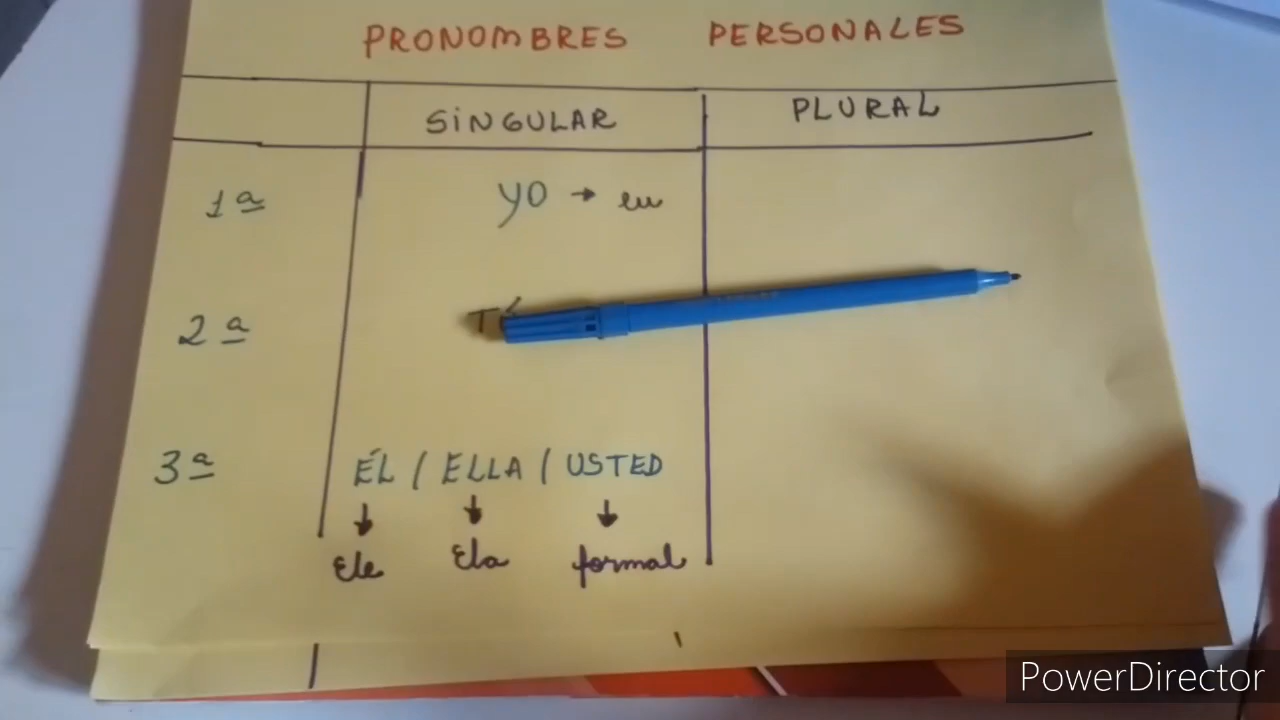 PRONOMBRES PERSONALES
SINGULAR PLURAL
1ª YO → eu
2ª
3ª ÉL / ELLA / USTED
↓ ↓ ↓
Ele Ela formal
PowerDirector